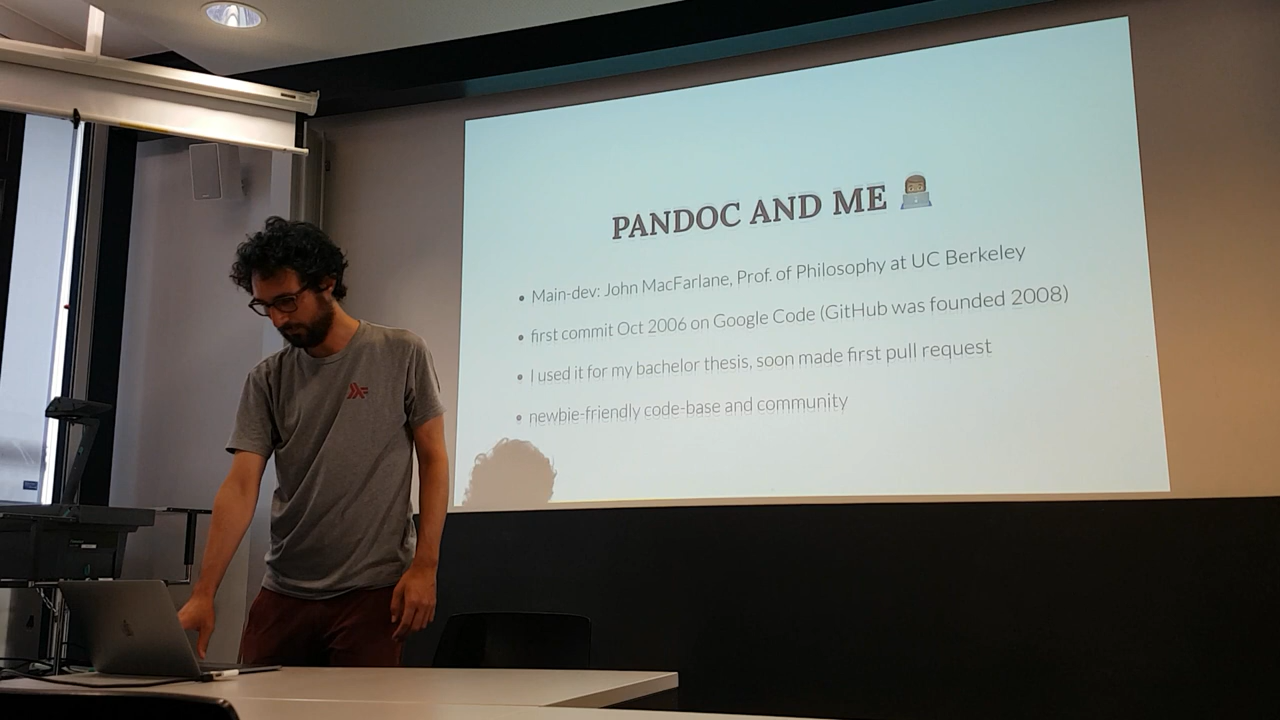 PANDOC AND ME
Main-dev: John MacFarlane, Prof. of Philosophy at UC Berkeley
first commit Oct 2006 on Google Code (GitHub was founded 2008)
I used it for my bachelor thesis, soon made first pull request
newbie-friendly code-base and community